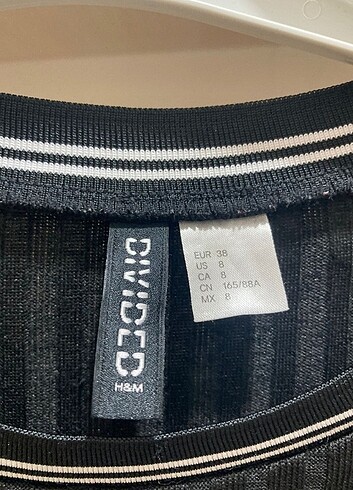 DIVIDED
H&M
EUR 38
US 8
CA 8
CN 165/88A
MX 8